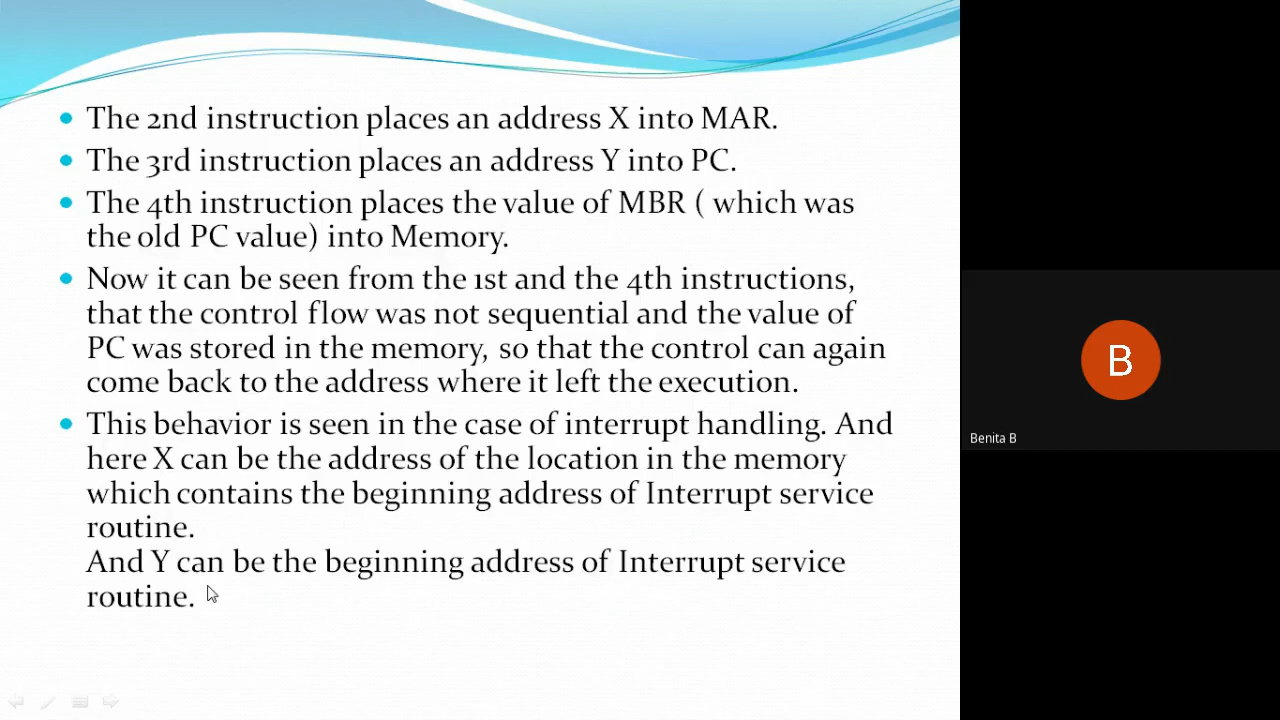 The 2nd instruction places an address X into MAR.
The 3rd instruction places an address Y into PC.
The 4th instruction places the value of MBR ( which was
the old PC value) into Memory.
Now it can be seen from the 1st and the 4th instructions,
that the control flow was not sequential and the value of
PC was stored in the memory, so that the control can again
come back to the address where it left the execution.
This behavior is seen in the case of interrupt handling. And
here X can be the address of the location in the memory
which contains the beginning address of Interrupt service
routine.
And Y can be the beginning address of Interrupt service
routine.
B
Benita B